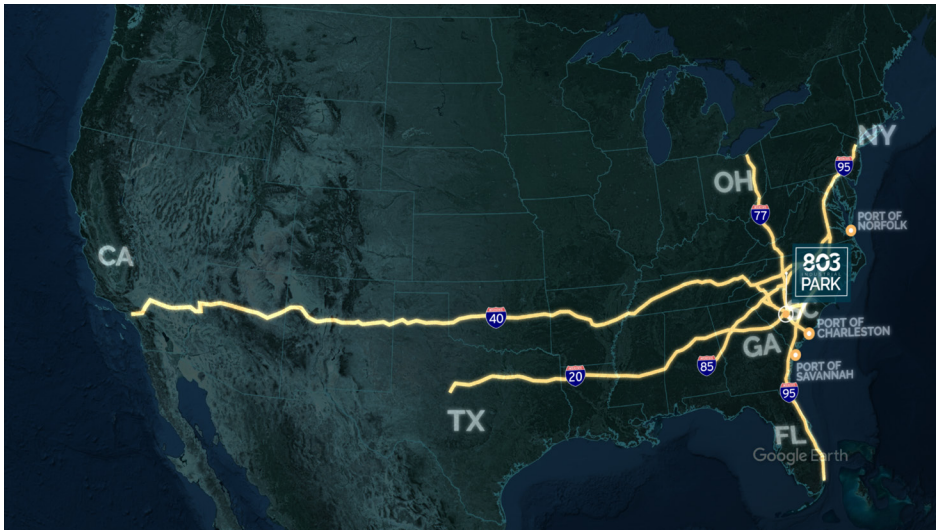 NY
95
OH
77
PORT OF
NORFOLK
CA
803
INDUSTRIAL
PARK
40
C
PORT OF
CHARLESTON
GA
85
20
PORT OF
SAVANNAH
95
TX
FL
Google Earth